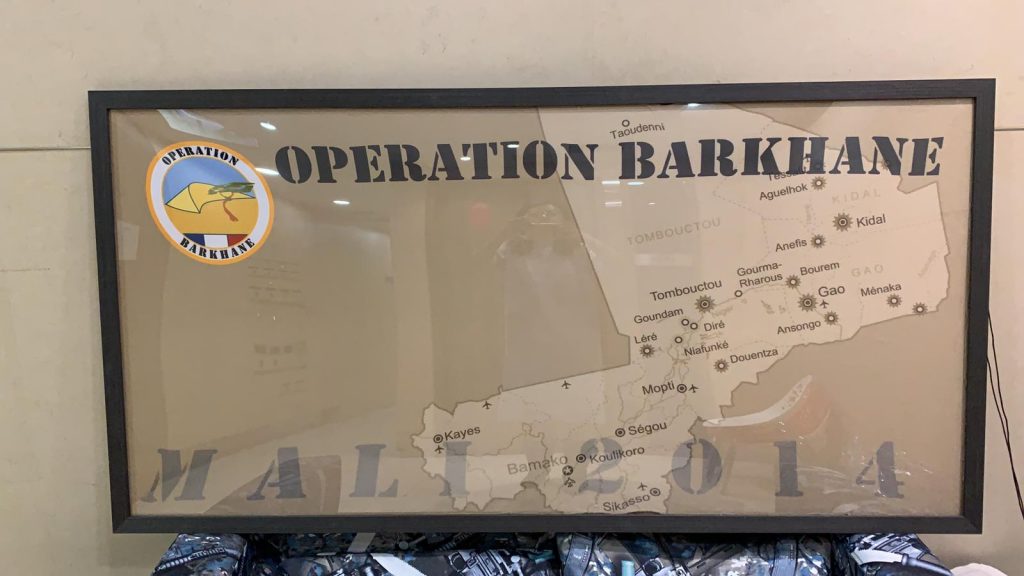 OPERATION
BARKHANE
OPERATION BARKHANE
Taoudenni
Aguelhok
KIDAL
Kidal
TOMBOUCTOU
Anefis
Gourma-
Rharous
Bourem
GAO
Tombouctou
Gao
Ménaka
Goundam
Diré
Ansongo
Léré
Niafunké
Douentza
Mopti
Kayes
Ségou
Koulikoro
Bamako
Sikasso
MALI 2014